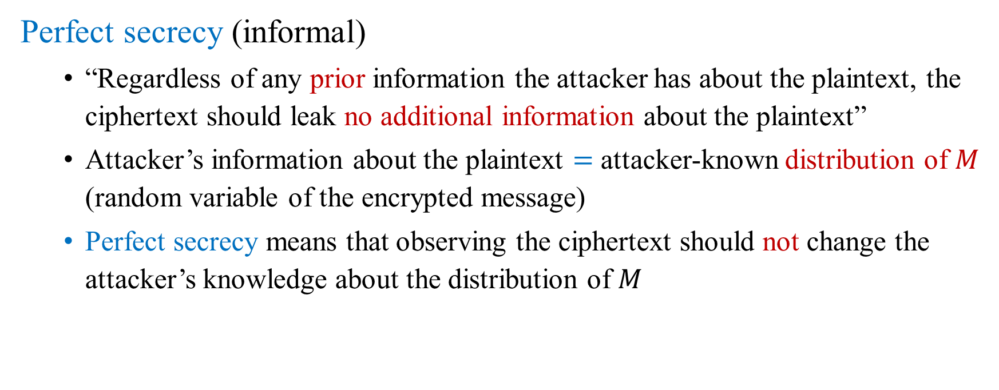 Perfect secrecy (informal)
• “Regardless of any prior information the attacker has about the plaintext, the
ciphertext should leak no additional information about the plaintext”
• Attacker’s information about the plaintext = attacker-known distribution of M
(random variable of the encrypted message)
• Perfect secrecy means that observing the ciphertext should not change the
attacker’s knowledge about the distribution of M